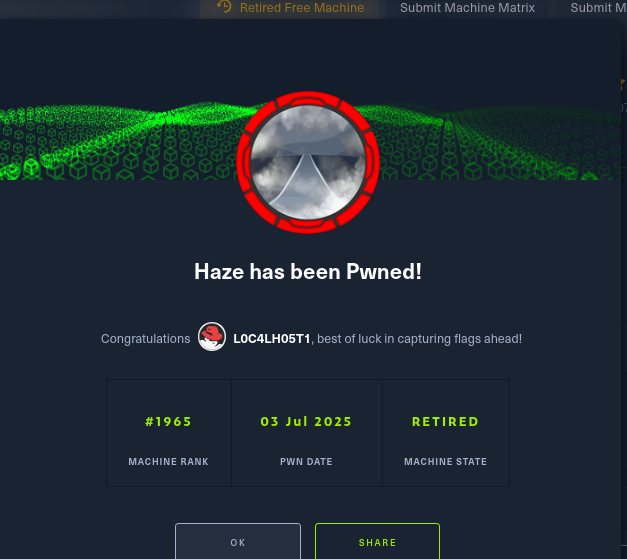 Retired Free Machine Submit Machine Matrix Submit M
Haze has been Pwned!
Congratulations L0C4LH05T1, best of luck in capturing flags ahead!
#1965 03 Jul 2025 RETIRED
MACHINE RANK PWN DATE MACHINE STATE
OK SHARE